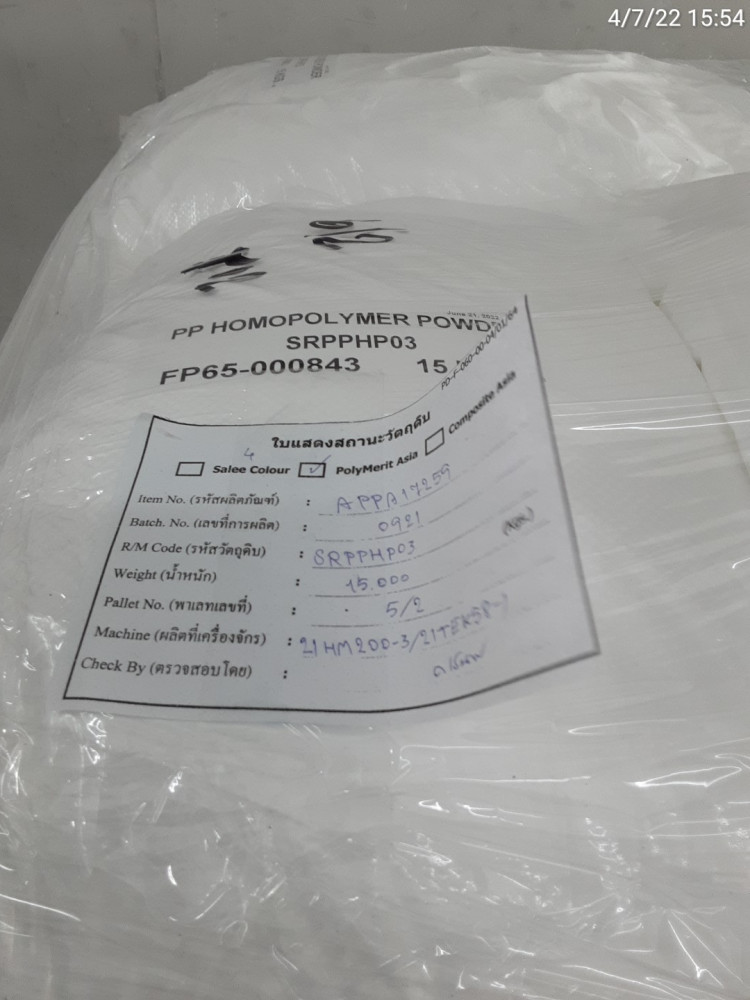 4/7/22 15:54
5/2
PP HOMOPOLYMER POWD
SRPPHP03
FP65-000843 15
June 21, 2022
PD-F-060-00-04/01/64
ใบแสดงสถานะวัตถุดิบ
4
Salee Colour ✓ PolyMerit Asia Composite Asia
Item No. (รหัสผลิตภัณฑ์) : APPA17259
Batch. No. (เลขที่การผลิต) : 0921
R/M Code (รหัสวัตถุดิบ) : SRPPHP03
Weight (น้ำหนัก) : 15.000
Pallet No. (พาเลทเลขที่) : 5/2
Machine (ผลิตที่เครื่องจักร) : 21HM200-3/21TEK58-1
Check By (ตรวจสอบโดย) :